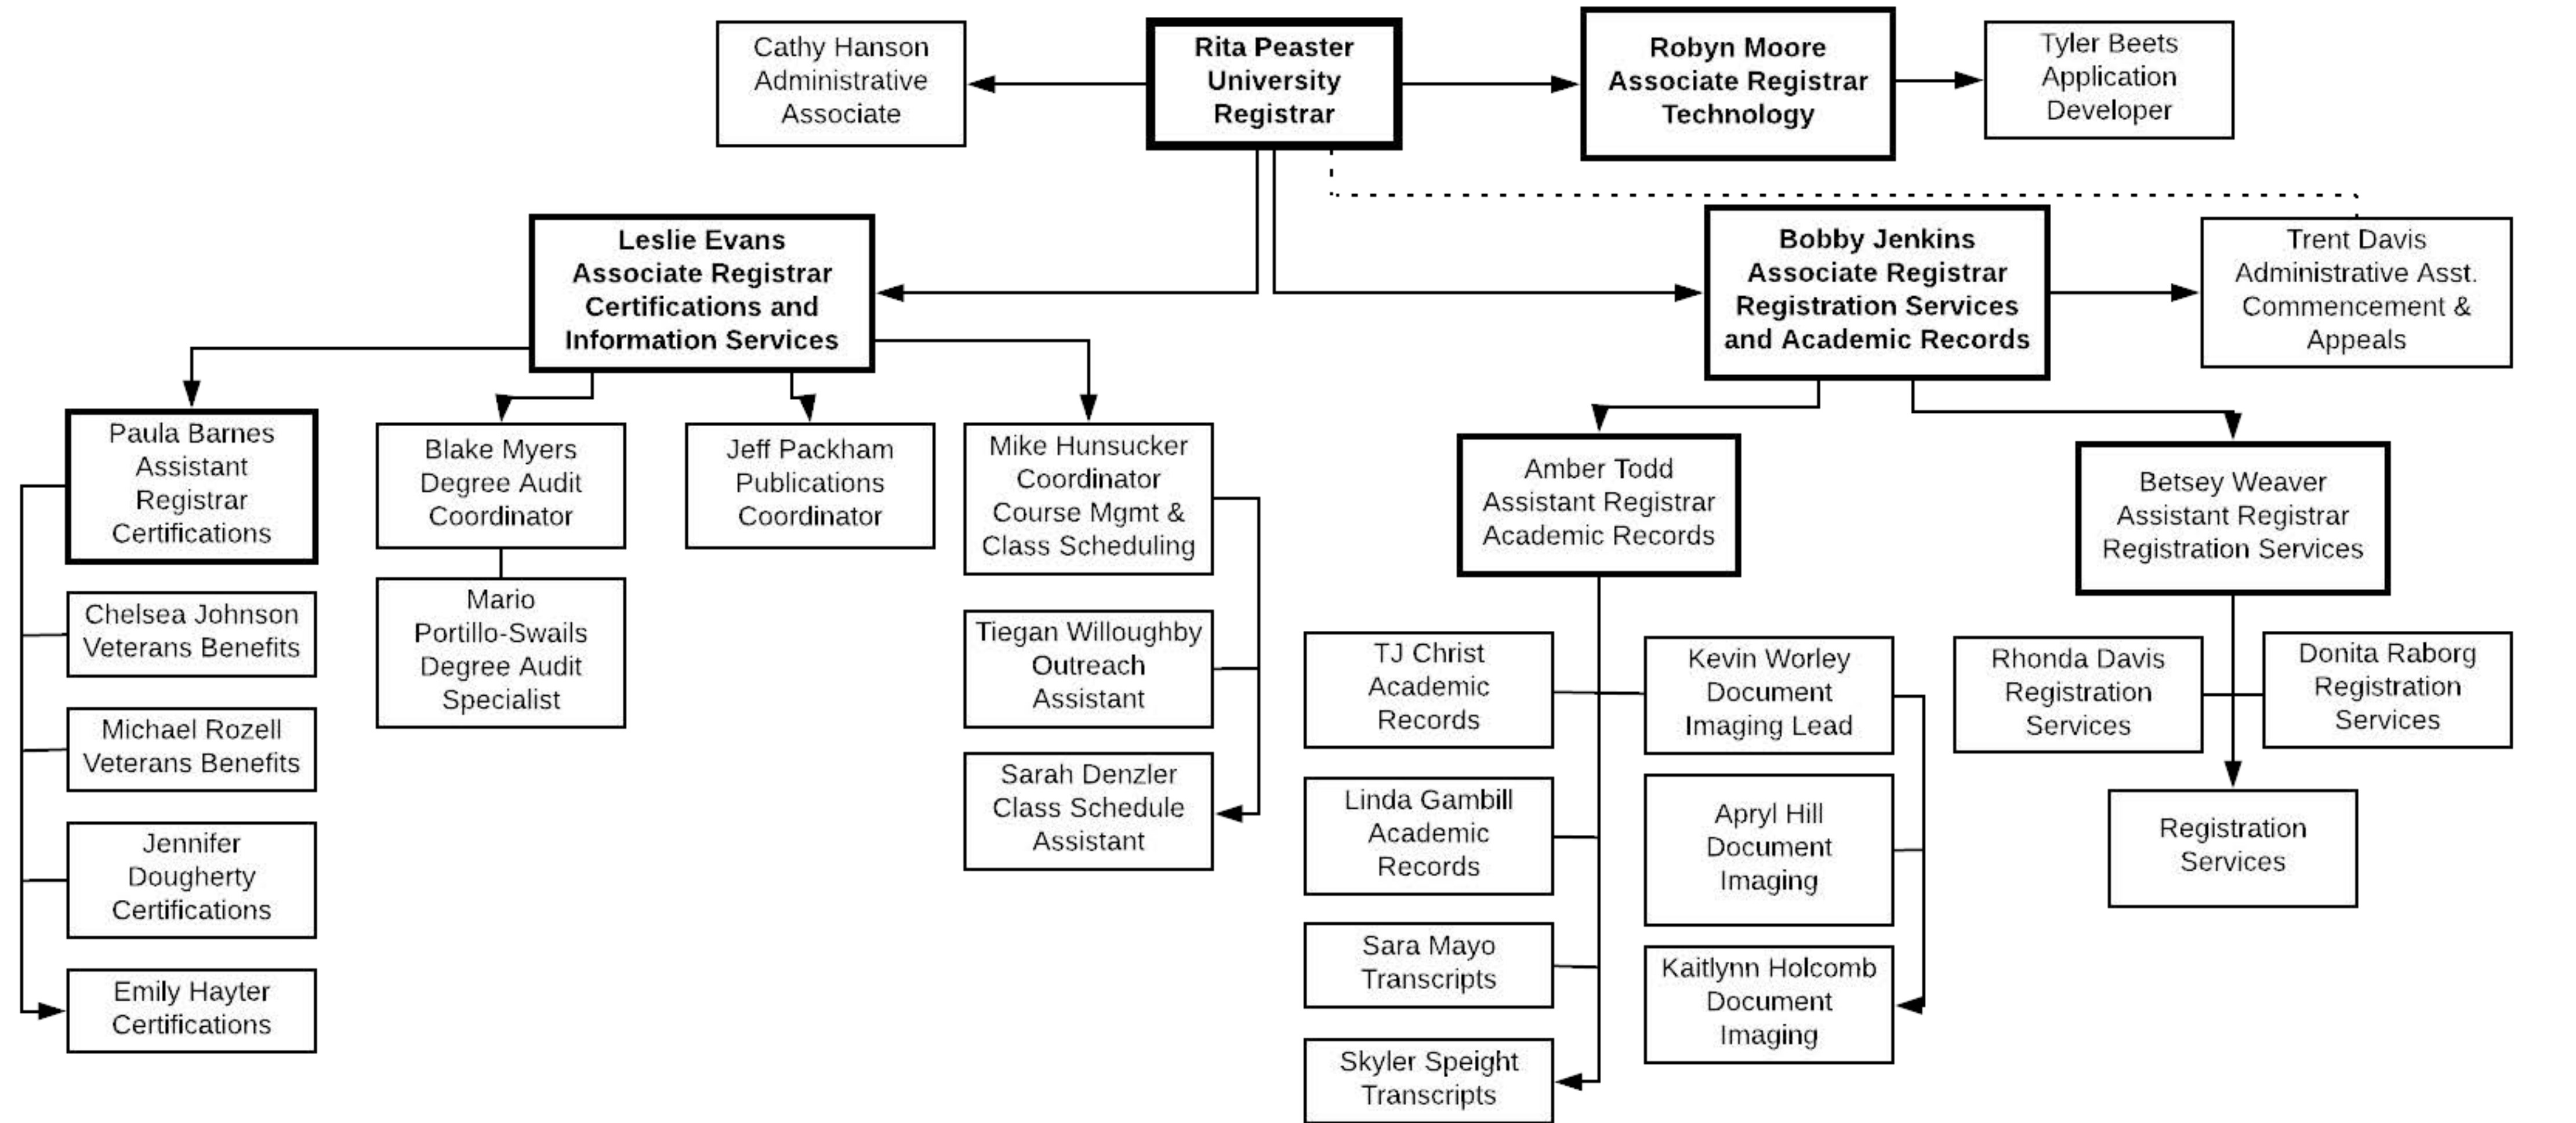 Cathy Hanson
Administrative
Associate
Rita Peaster
University
Registrar
Robyn Moore
Associate Registrar
Technology
Tyler Beets
Application
Developer
Leslie Evans
Associate Registrar
Certifications and
Information Services
Bobby Jenkins
Associate Registrar
Registration Services
and Academic Records
Trent Davis
Administrative Asst.
Commencement &
Appeals
Paula Barnes
Assistant
Registrar
Certifications
Blake Myers
Degree Audit
Coordinator
Jeff Packham
Publications
Coordinator
Mike Hunsucker
Coordinator
Course Mgmt &
Class Scheduling
Amber Todd
Assistant Registrar
Academic Records
Betsey Weaver
Assistant Registrar
Registration Services
Chelsea Johnson
Veterans Benefits
Michael Rozell
Veterans Benefits
Jennifer
Dougherty
Certifications
Emily Hayter
Certifications
Mario
Portillo-Swails
Degree Audit
Specialist
Tiegan Willoughby
Outreach
Assistant
Sarah Denzler
Class Schedule
Assistant
TJ Christ
Academic
Records
Linda Gambill
Academic
Records
Sara Mayo
Transcripts
Skyler Speight
Transcripts
Kevin Worley
Document
Imaging Lead
Apryl Hill
Document
Imaging
Kaitlynn Holcomb
Document
Imaging
Rhonda Davis
Registration
Services
Donita Raborg
Registration
Services
Registration
Services